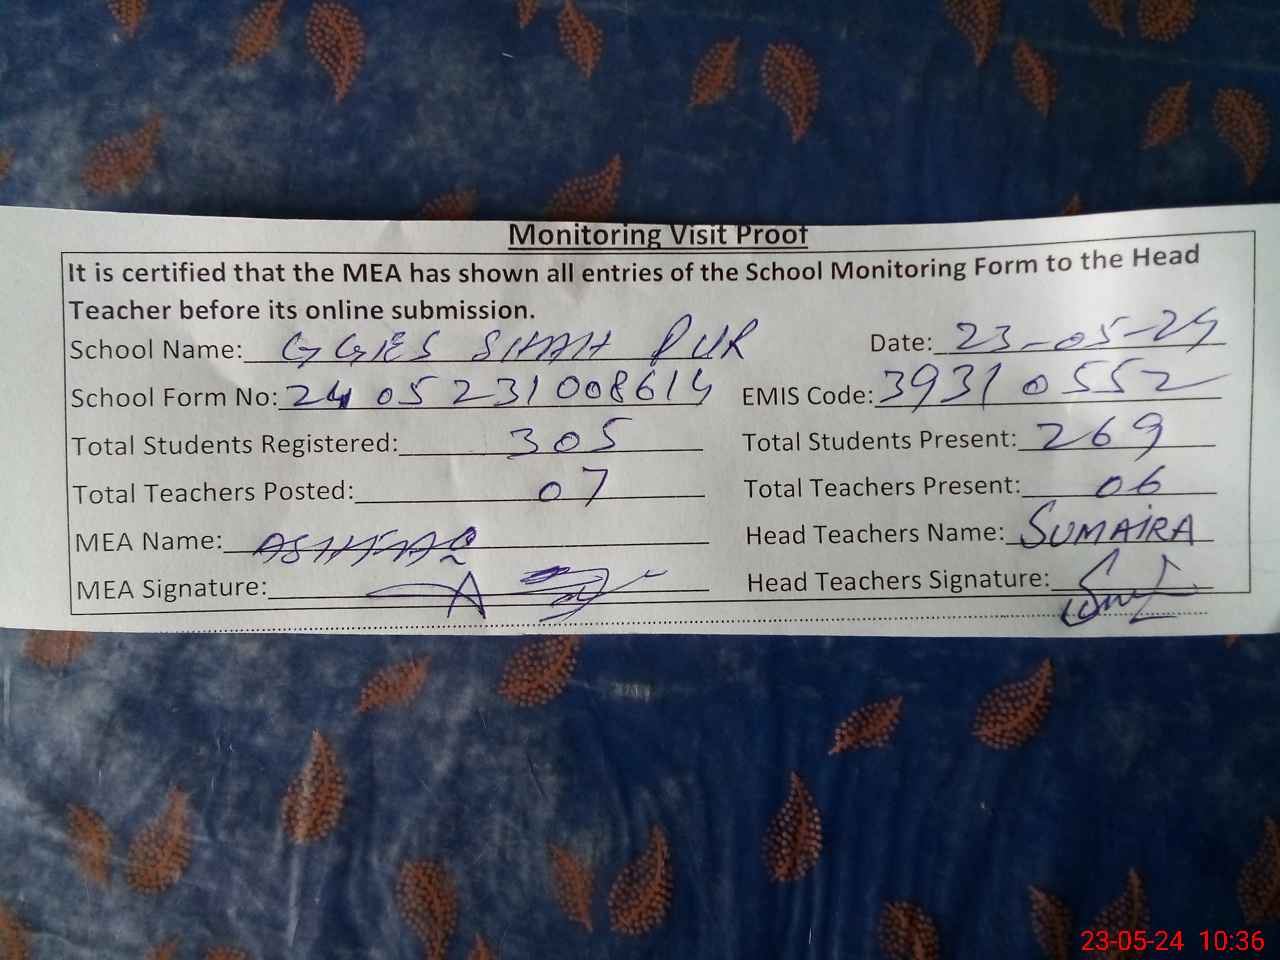 Monitoring Visit Proof
It is certified that the MEA has shown all entries of the School Monitoring Form to the Head
Teacher before its online submission.
School Name: GGES SHAH PUR Date: 23-05-24
School Form No: 2405231008614 EMIS Code: 39310552
Total Students Registered: 305 Total Students Present: 269
Total Teachers Posted: 07 Total Teachers Present: 06
MEA Name: ASHFAQ Head Teachers Name: SUMAIRA
MEA Signature: Head Teachers Signature:
23-05-24 10:36